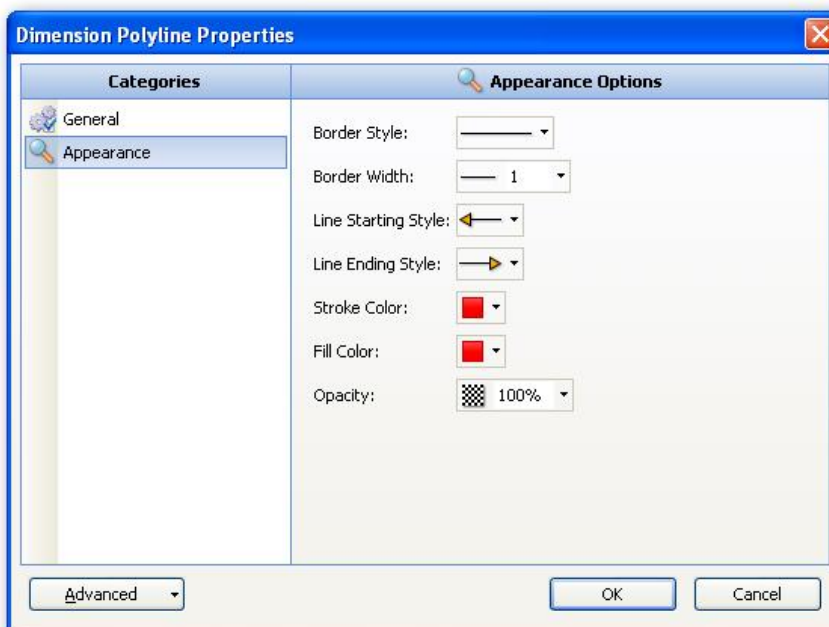 Dimension Polyline Properties
Categories
Appearance Options
General
Appearance
Border Style:
Border Width: 1
Line Starting Style:
Line Ending Style:
Stroke Color:
Fill Color:
Opacity: 100%
Advanced
OK
Cancel